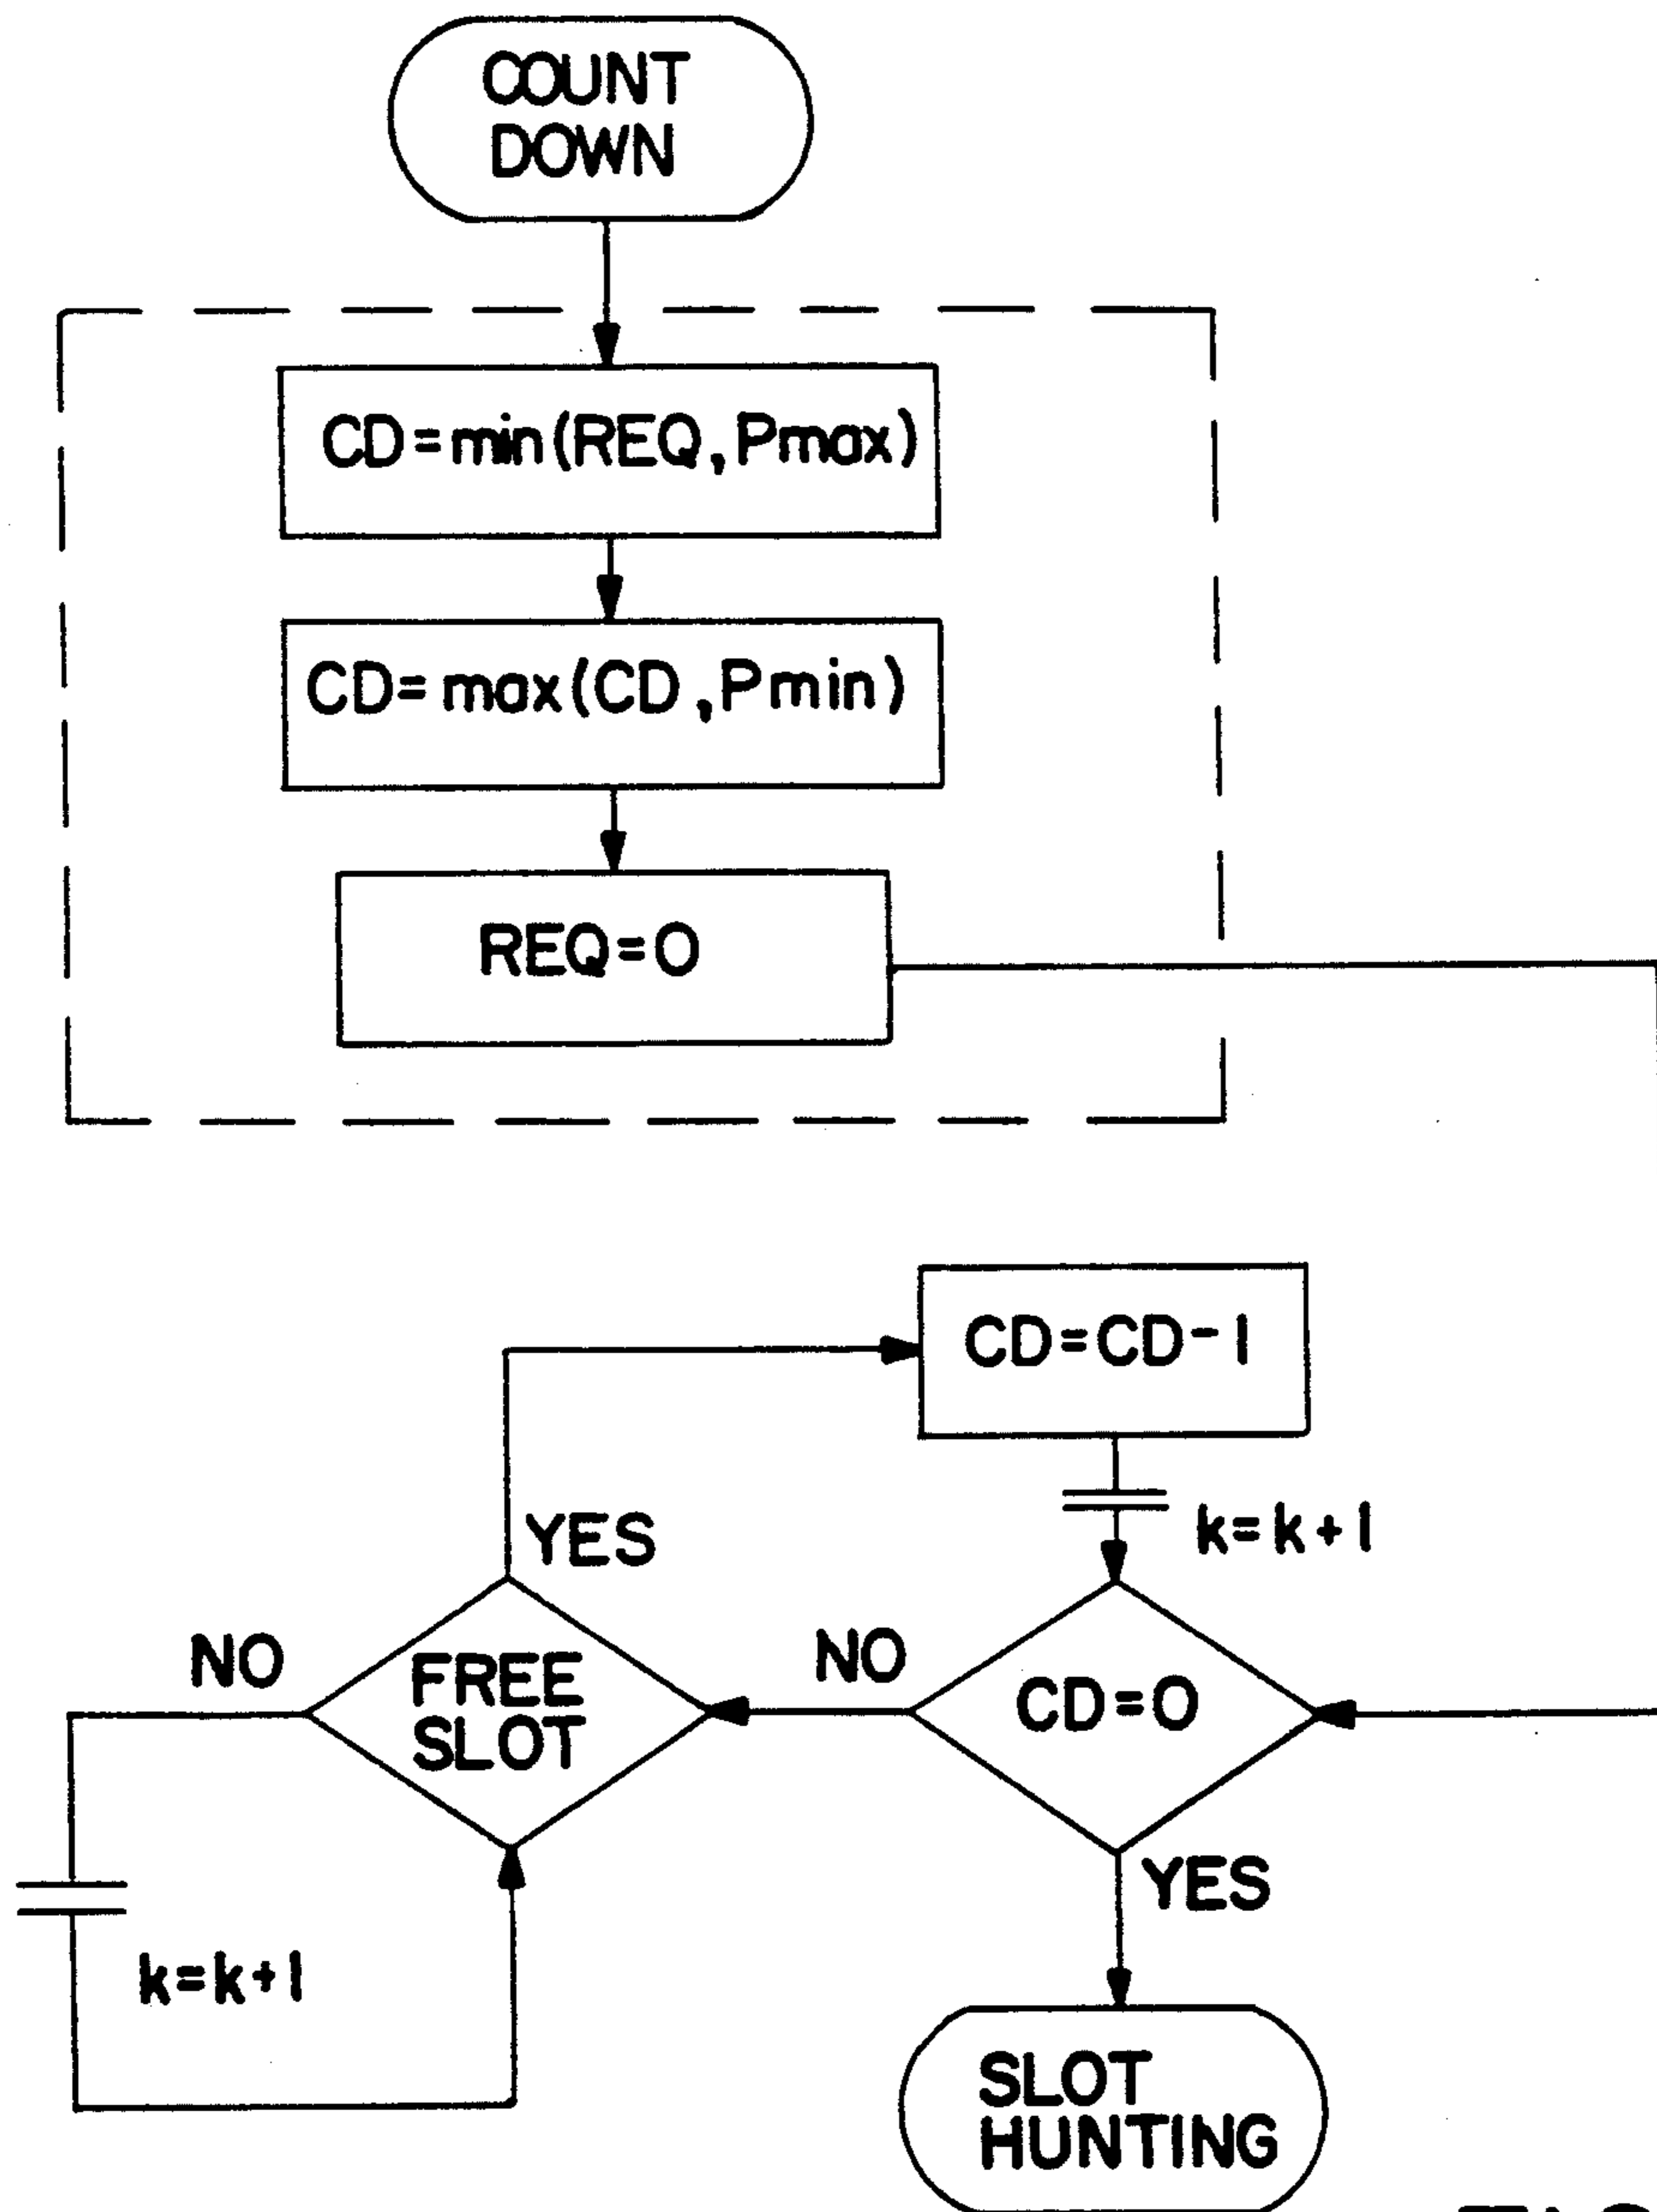 COUNT
DOWN
CD=min(REQ,Pmax)
CD=max(CD,Pmin)
REQ=0
CD=CD-1
k=k+1
YES
NO
FREE
SLOT
NO
CD=0
YES
k=k+1
SLOT
HUNTING